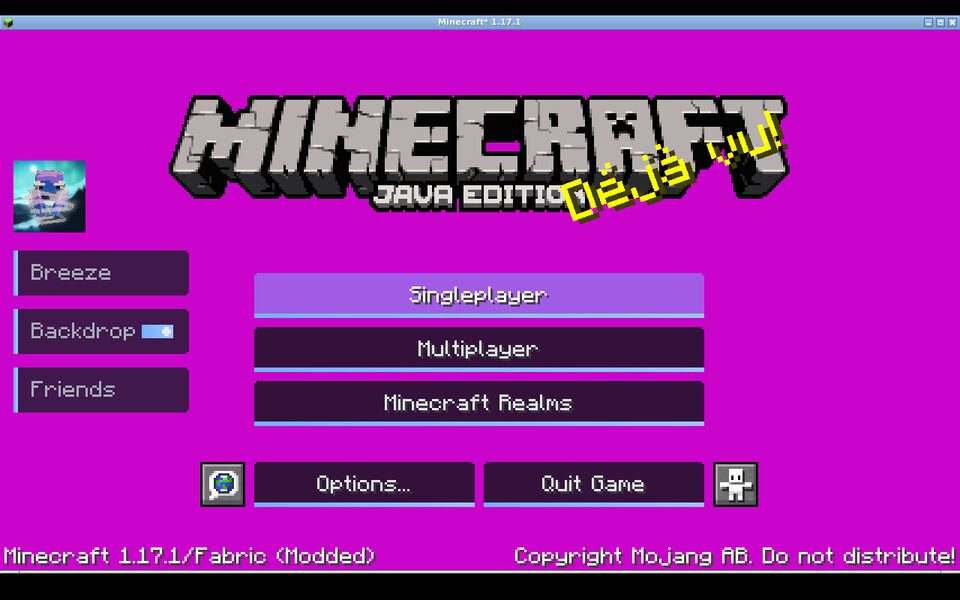 Minecraft* 1.17.1
MINECRAFT
JAVA EDITION
Déjà vu!
Breeze
Backdrop
Friends
Singleplayer
Multiplayer
Minecraft Realms
Options...
Quit Game
Minecraft 1.17.1/Fabric (Modded)
Copyright Mojang AB. Do not distribute!